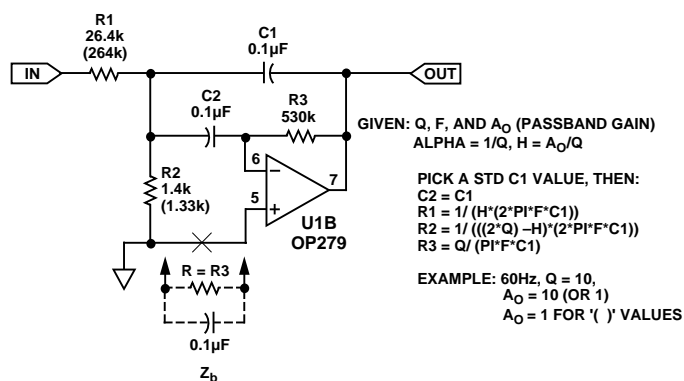 R1
26.4k
(264k)
C1
0.1µF
IN
OUT
C2
0.1µF
R3
530k
R2
1.4k
(1.33k)
6
7
5
–
+
U1B
OP279
R = R3
0.1µF
Zb
GIVEN: Q, F, AND AO (PASSBAND GAIN)
ALPHA = 1/Q, H = AO/Q
PICK A STD C1 VALUE, THEN:
C2 = C1
R1 = 1/ (H*(2*PI*F*C1))
R2 = 1/ (((2*Q) –H)*(2*PI*F*C1))
R3 = Q/ (PI*F*C1)
EXAMPLE: 60Hz, Q = 10,
AO = 10 (OR 1)
AO = 1 FOR '( )' VALUES